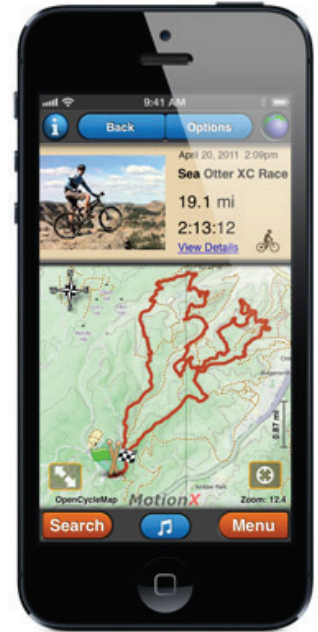 9:41 AM
i
Back
Options
April 20, 2011 2:09pm
Sea Otter XC Race
19.1 mi
2:13:12
View Details
0.87 mi
OpenCycleMap
MotionX
Zoom: 12.4
Search
Menu